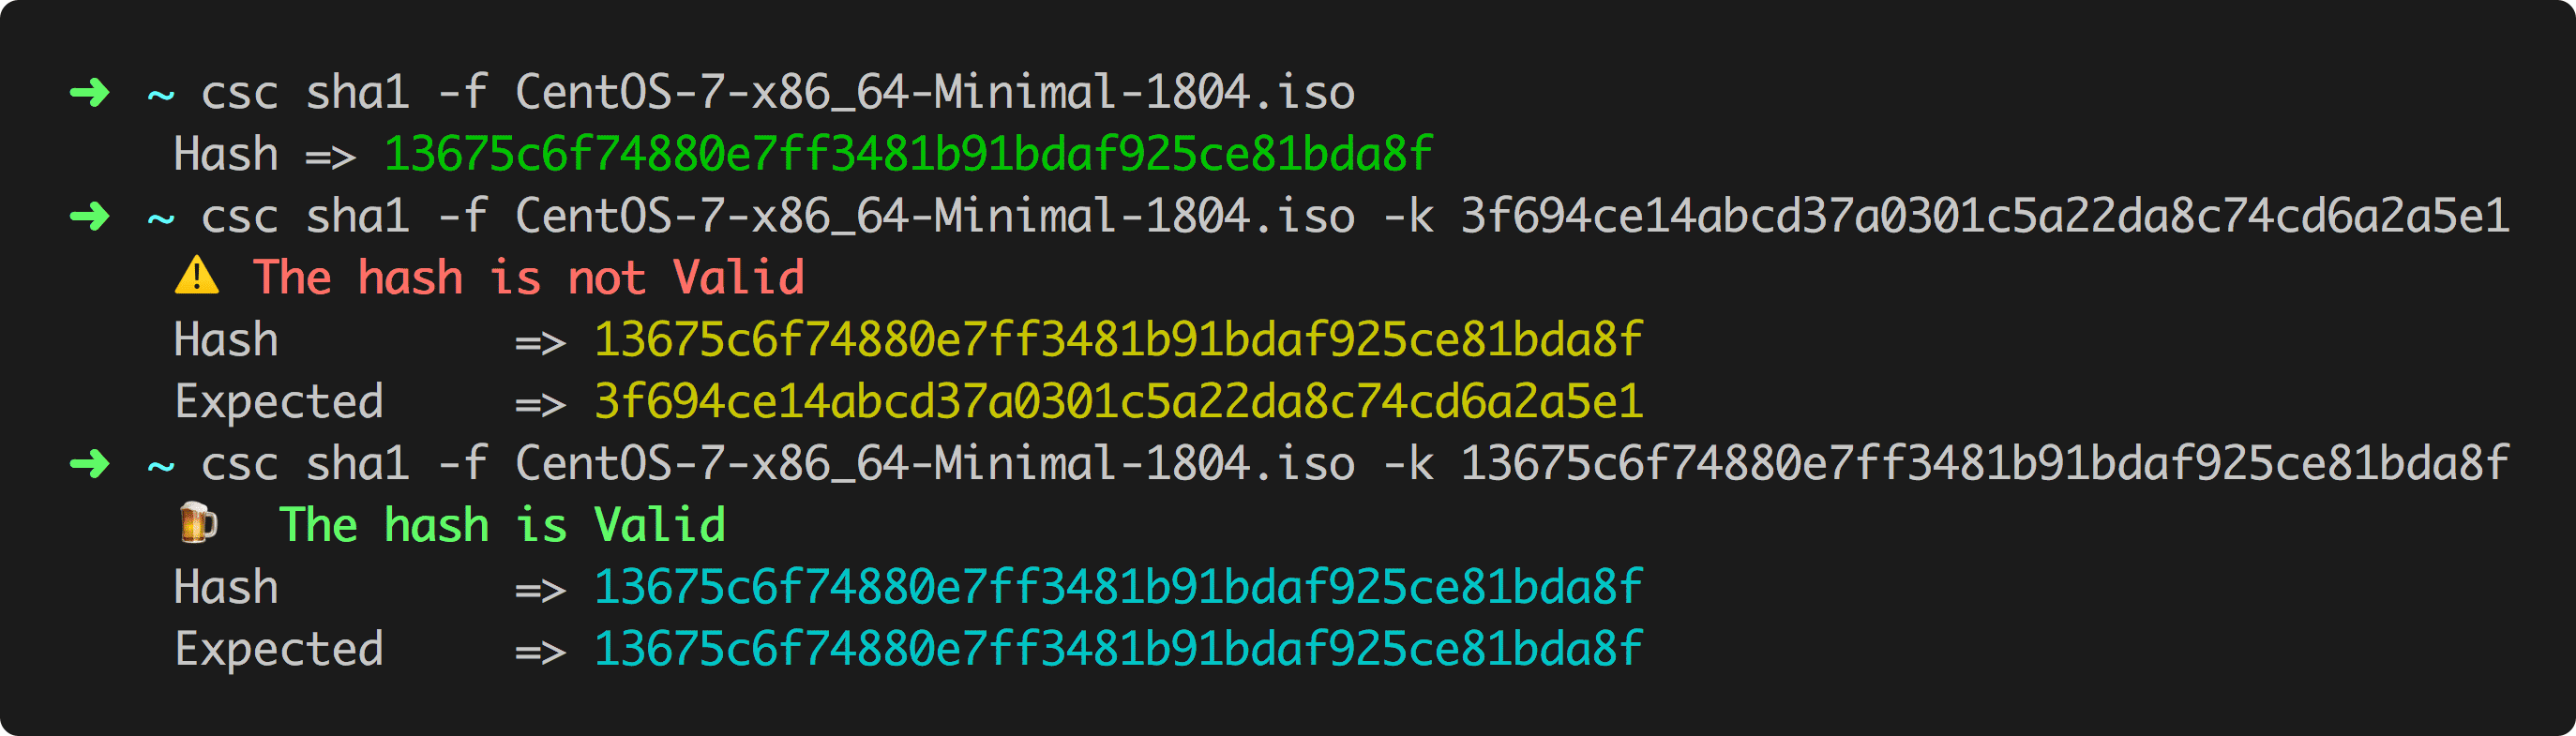 ➜ ~ csc sha1 -f CentOS-7-x86_64-Minimal-1804.iso
Hash => 13675c6f74880e7ff3481b91bdaf925ce81bda8f
➜ ~ csc sha1 -f CentOS-7-x86_64-Minimal-1804.iso -k 3f694ce14abcd37a0301c5a22da8c74cd6a2a5e1
⚠️ The hash is not Valid
Hash => 13675c6f74880e7ff3481b91bdaf925ce81bda8f
Expected => 3f694ce14abcd37a0301c5a22da8c74cd6a2a5e1
➜ ~ csc sha1 -f CentOS-7-x86_64-Minimal-1804.iso -k 13675c6f74880e7ff3481b91bdaf925ce81bda8f
🍺 The hash is Valid
Hash => 13675c6f74880e7ff3481b91bdaf925ce81bda8f
Expected => 13675c6f74880e7ff3481b91bdaf925ce81bda8f